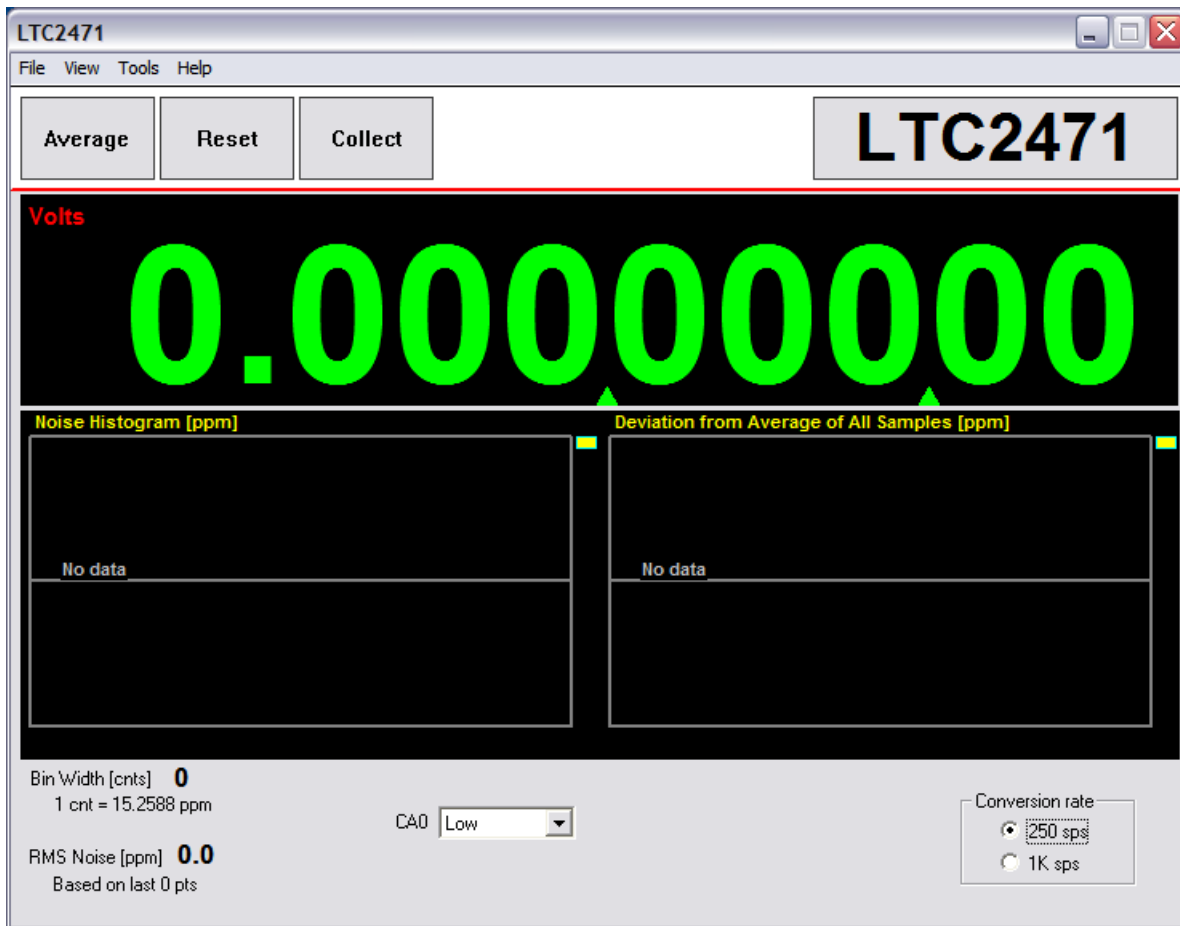 LTC2471
File View Tools Help
Average Reset Collect LTC2471
Volts
0.00000000
Noise Histogram [ppm]
No data
Deviation from Average of All Samples [ppm]
No data
Bin Width [cnts] 0
1 cnt = 15.2588 ppm
RMS Noise [ppm] 0.0
Based on last 0 pts
CA0 Low
Conversion rate
250 sps
1K sps